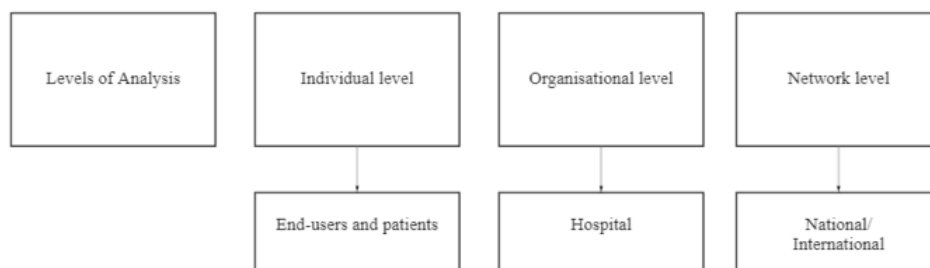 Levels of Analysis
Individual level
Organisational level
Network level
End-users and patients
Hospital
National/
International